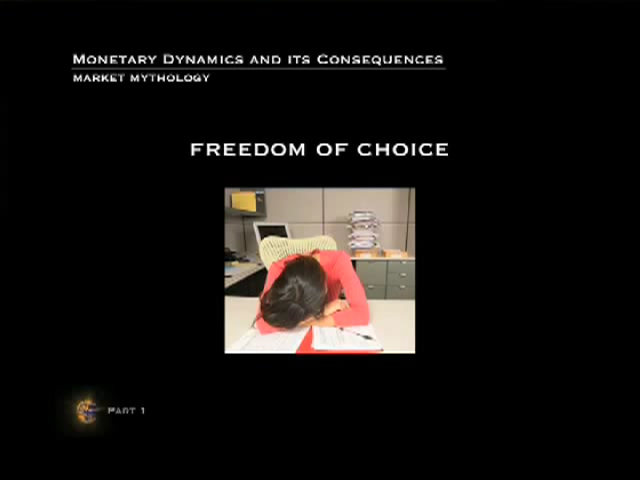 Monetary Dynamics and its Consequences
MARKET MYTHOLOGY
FREEDOM OF CHOICE
PART 1